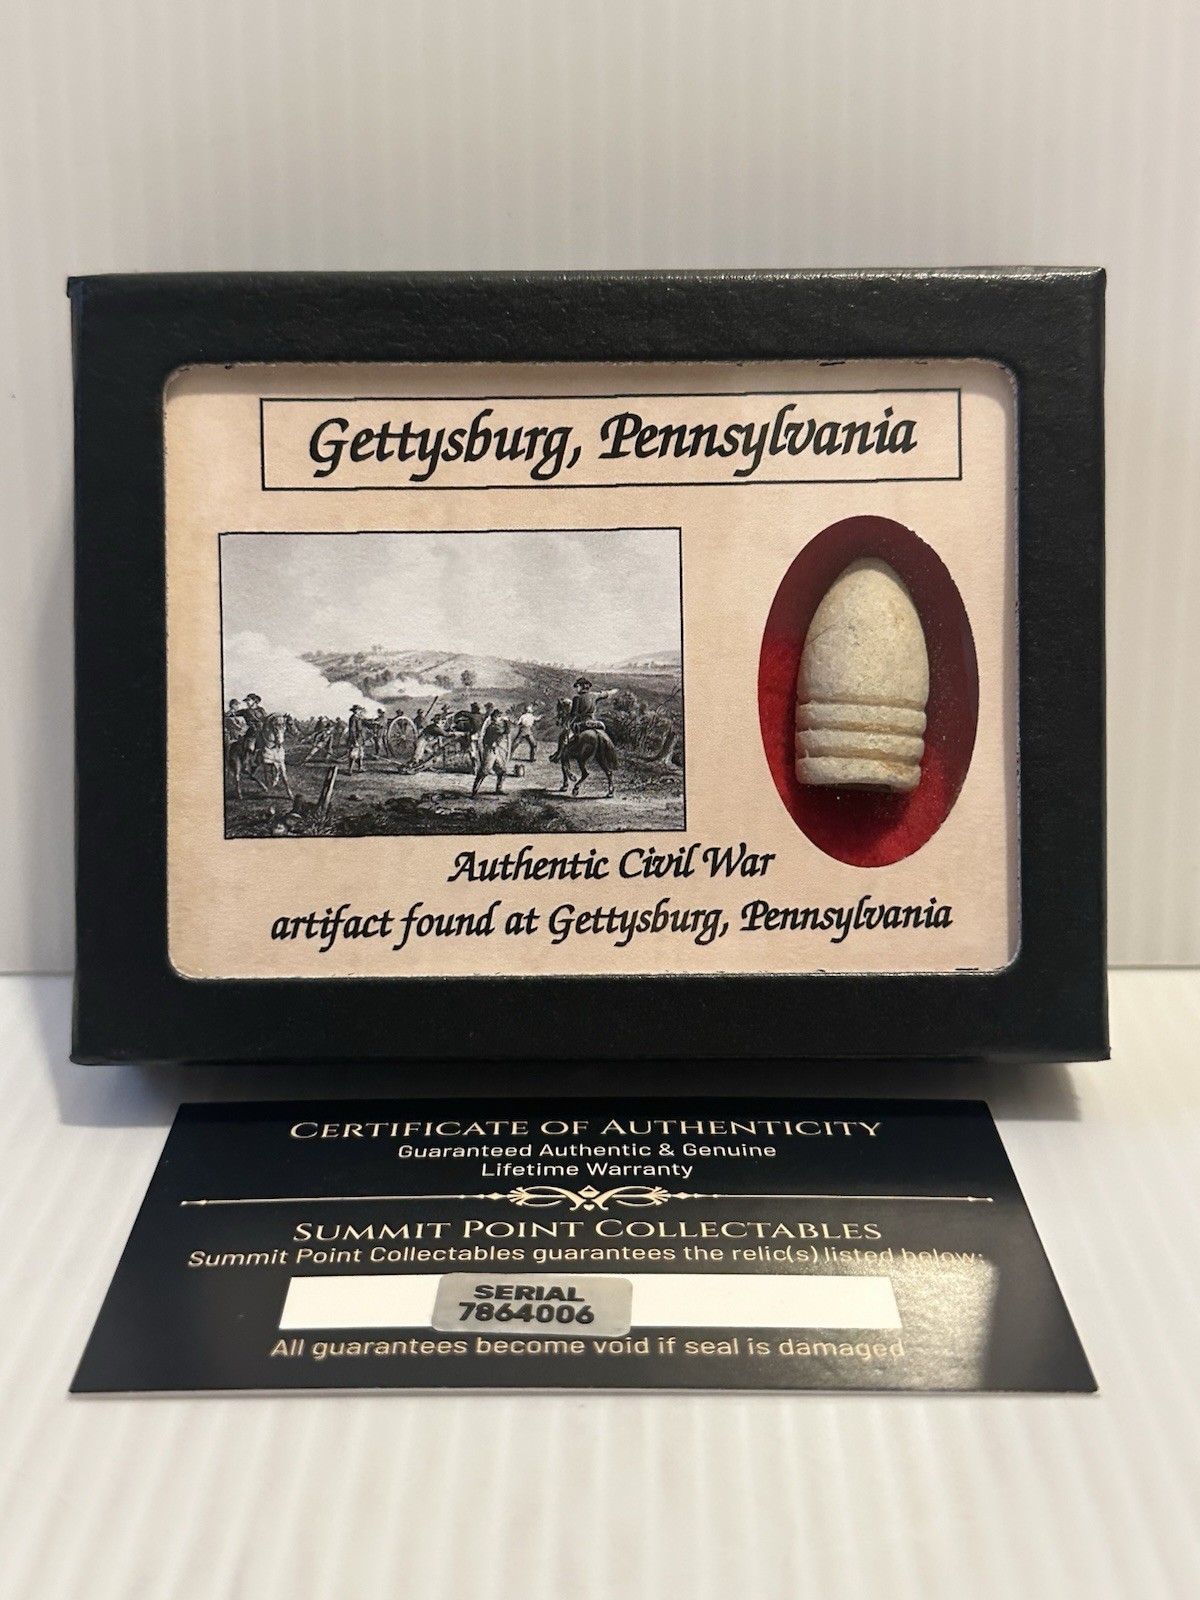 Gettysburg, Pennsylvania
Authentic Civil War
artifact found at Gettysburg, Pennsylvania
CERTIFICATE OF AUTHENTICITY
Guaranteed Authentic & Genuine
Lifetime Warranty
SUMMIT POINT COLLECTABLES
Summit Point Collectables guarantees the relic(s) listed below:
SERIAL
7864006
All guarantees become void if seal is damaged